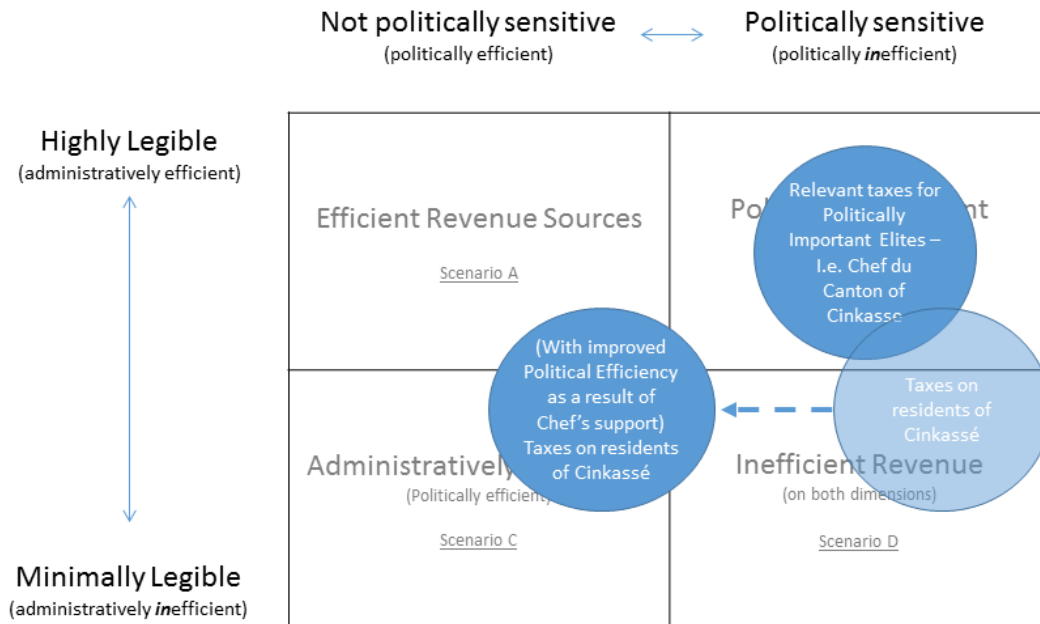 Not politically sensitive
(politically efficient)
Politically sensitive
(politically inefficient)
Highly Legible
(administratively efficient)
Efficient Revenue Sources
Scenario A
Relevant taxes for
Politically
Important Elites –
I.e. Chef du
Canton of
Cinkasse
(With improved
Political Efficiency
as a result of
Chef's support)
Taxes on residents
of Cinkassé
Taxes on
residents of
Cinkassé
Administratively
(Politically efficient)
Scenario C
Inefficient Revenue
(on both dimensions)
Scenario D
Minimally Legible
(administratively inefficient)